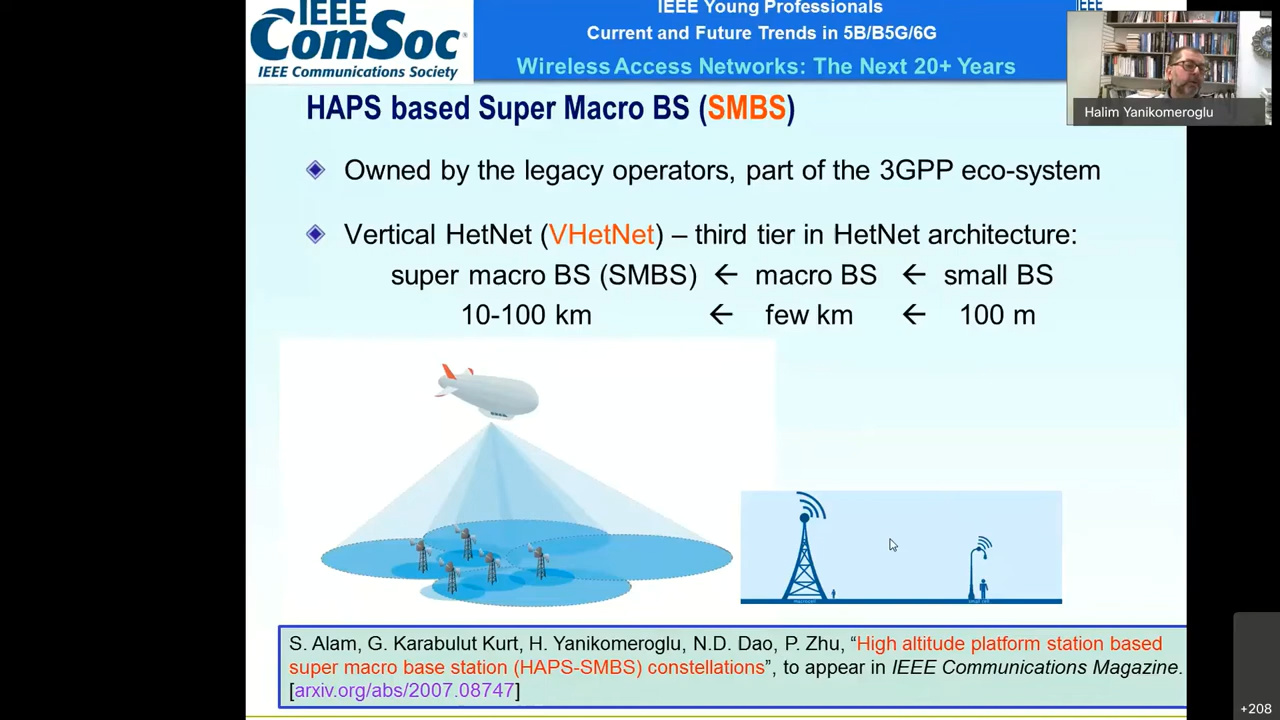 IEEE
ComSoc
IEEE Communications Society
IEEE Young Professionals
Current and Future Trends in 5B/B5G/6G
Wireless Access Networks: The Next 20+ Years
IEEE
Halim Yanikomeroglu
HAPS based Super Macro BS (SMBS)
Owned by the legacy operators, part of the 3GPP eco-system
Vertical HetNet (VHetNet) – third tier in HetNet architecture:
super macro BS (SMBS) ← macro BS ← small BS
10-100 km ← few km ← 100 m
S. Alam, G. Karabulut Kurt, H. Yanikomeroglu, N.D. Dao, P. Zhu, “High altitude platform station based
super macro base station (HAPS-SMBS) constellations”, to appear in IEEE Communications Magazine.
[arxiv.org/abs/2007.08747]
+208